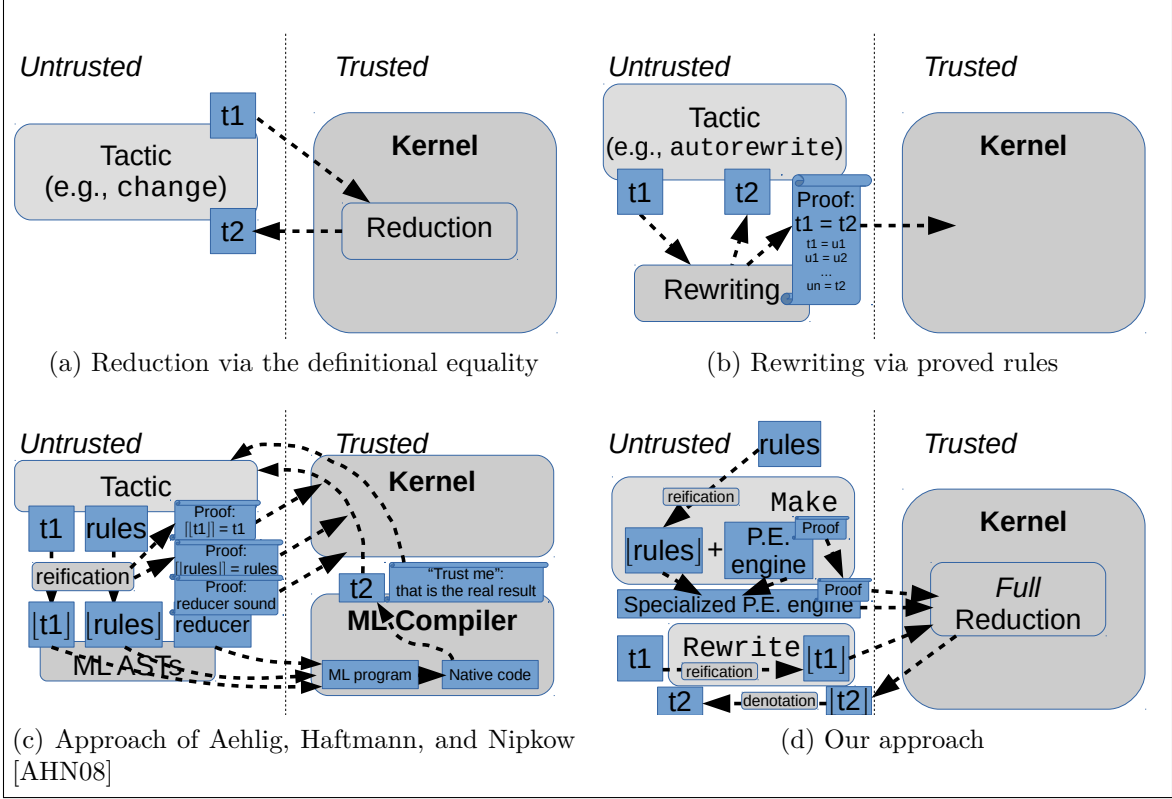 Untrusted
Trusted
t1
Tactic
(e.g., change)
t2
Kernel
Reduction
(a) Reduction via the definitional equality
Untrusted
Trusted
Tactic
(e.g., autorewrite)
t1
t2
Proof:
t1 = t2
t1 = u1
u1 = u2
...
un = t2
Rewriting
Kernel
(b) Rewriting via proved rules
Untrusted
Trusted
Tactic
t1
rules
Proof:
⌊⌊t1⌋⌋ = t1
Proof:
⌊⌊rules⌋⌋ = rules
Proof:
reducer sound
reification
⌊t1⌋
⌊rules⌋
reducer
ML ASTs
Kernel
t2
“Trust me”:
that is the real result
ML Compiler
ML program
Native code
(c) Approach of Aehlig, Haftmann, and Nipkow
[AHN08]
Untrusted
Trusted
rules
reification
Make
⌊rules⌋
+
P.E.
engine
Proof
Proof
Specialized P.E. engine
t1
Rewrite
reification
⌊t1⌋
t2
denotation
⌊t2⌋
Kernel
Full
Reduction
(d) Our approach